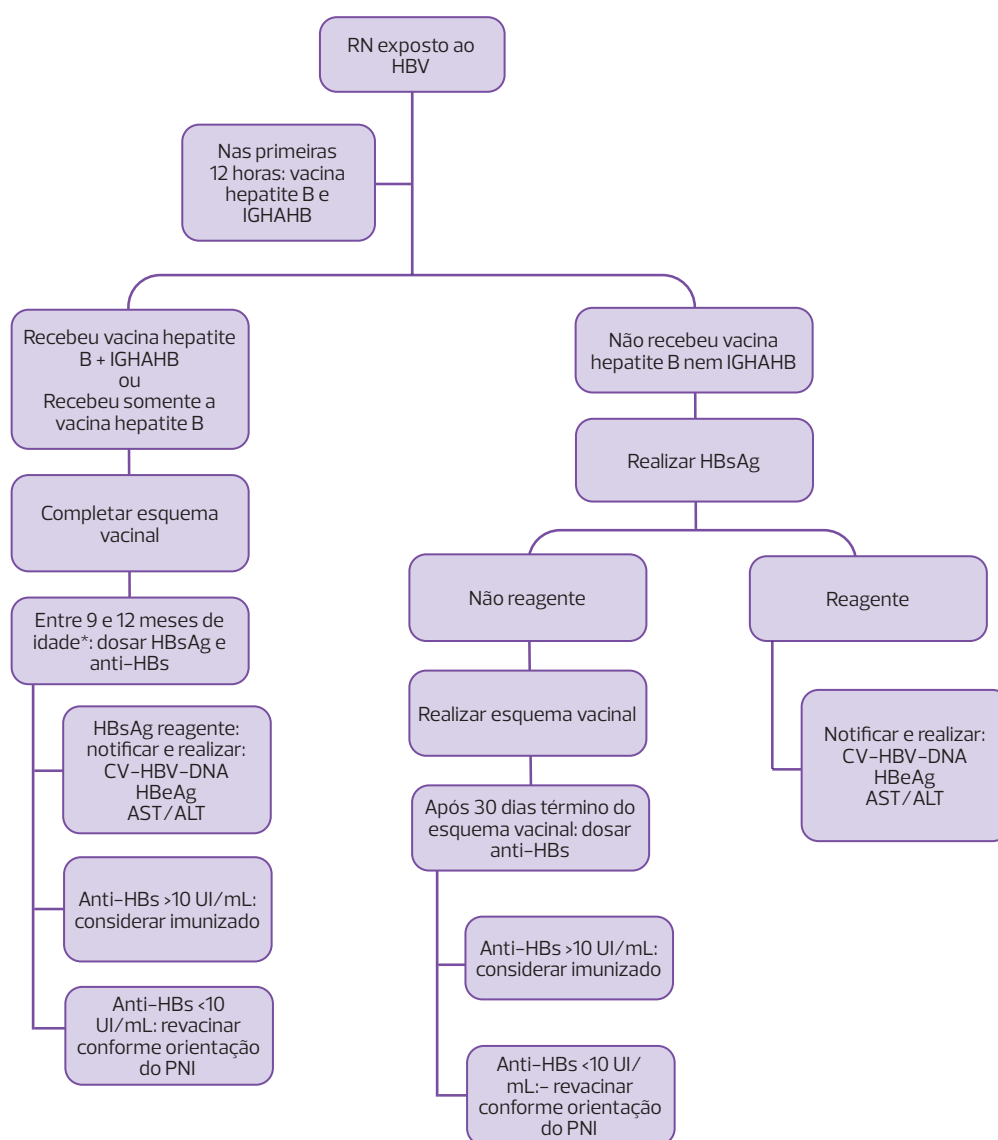 RN exposto ao
HBV
Nas primeiras
12 horas: vacina
hepatite B e
IGHAHB
Recebeu vacina hepatite
B + IGHAHB
ou
Recebeu somente a
vacina hepatite B
Completar esquema
vacinal
Entre 9 e 12 meses de
idade*: dosar HBsAg e
anti-HBs
HBsAg reagente:
notificar e realizar:
CV-HBV-DNA
HBeAg
AST/ALT
Anti-HBs >10 UI/mL:
considerar imunizado
Anti-HBs <10
UI/mL: revacinar
conforme orientação
do PNI
Não recebeu vacina
hepatite B nem IGHAHB
Realizar HBsAg
Não reagente
Realizar esquema vacinal
Após 30 dias término do
esquema vacinal: dosar
anti-HBs
Anti-HBs >10 UI/mL:
considerar imunizado
Anti-HBs <10 UI/
mL:- revacinar
conforme orientação
do PNI
Reagente
Notificar e realizar:
CV-HBV-DNA
HBeAg
AST/ALT